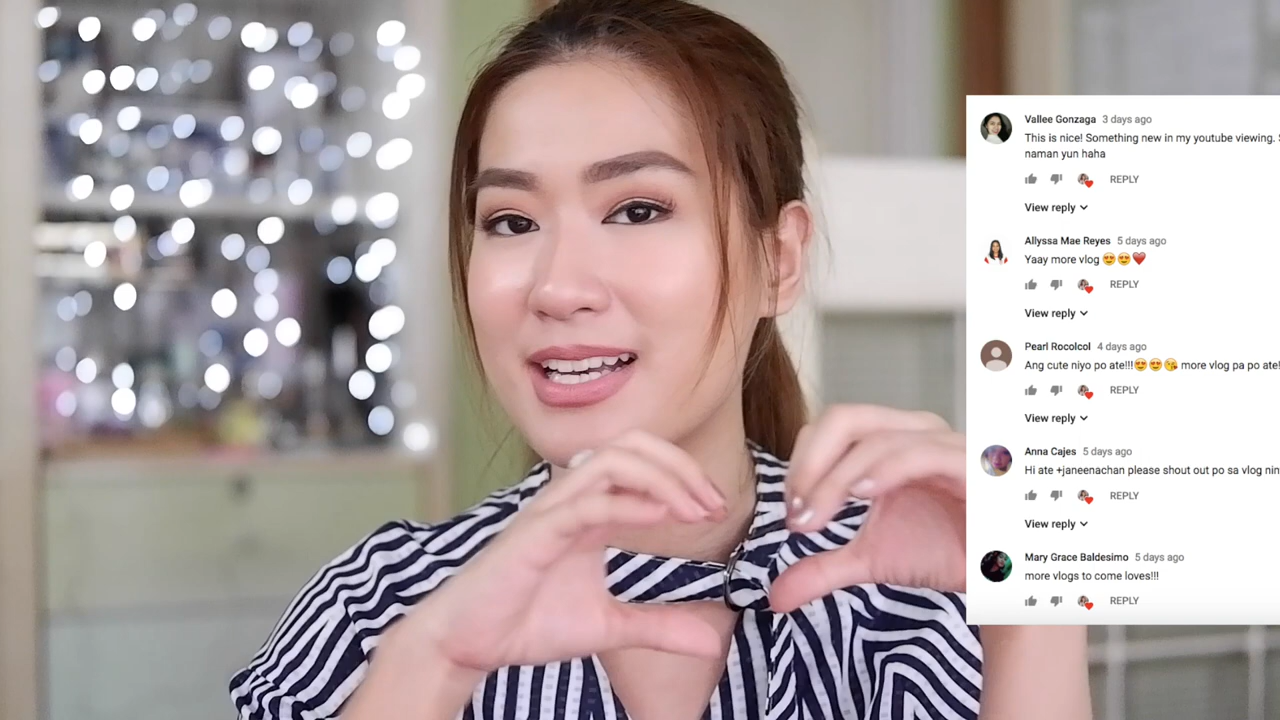 Vallee Gonzaga 3 days ago
This is nice! Something new in my youtube viewing.
naman yun haha
REPLY
View reply
Allyssa Mae Reyes 5 days ago
Yaay more vlog 😍😍❤️
REPLY
View reply
Pearl Rocolcol 4 days ago
Ang cute niyo po ate!!!😍😍😘 more vlog pa po ate!
REPLY
View reply
Anna Cajes 5 days ago
Hi ate +janeenachan please shout out po sa vlog nin
REPLY
View reply
Mary Grace Baldesimo 5 days ago
more vlogs to come loves!!!
REPLY